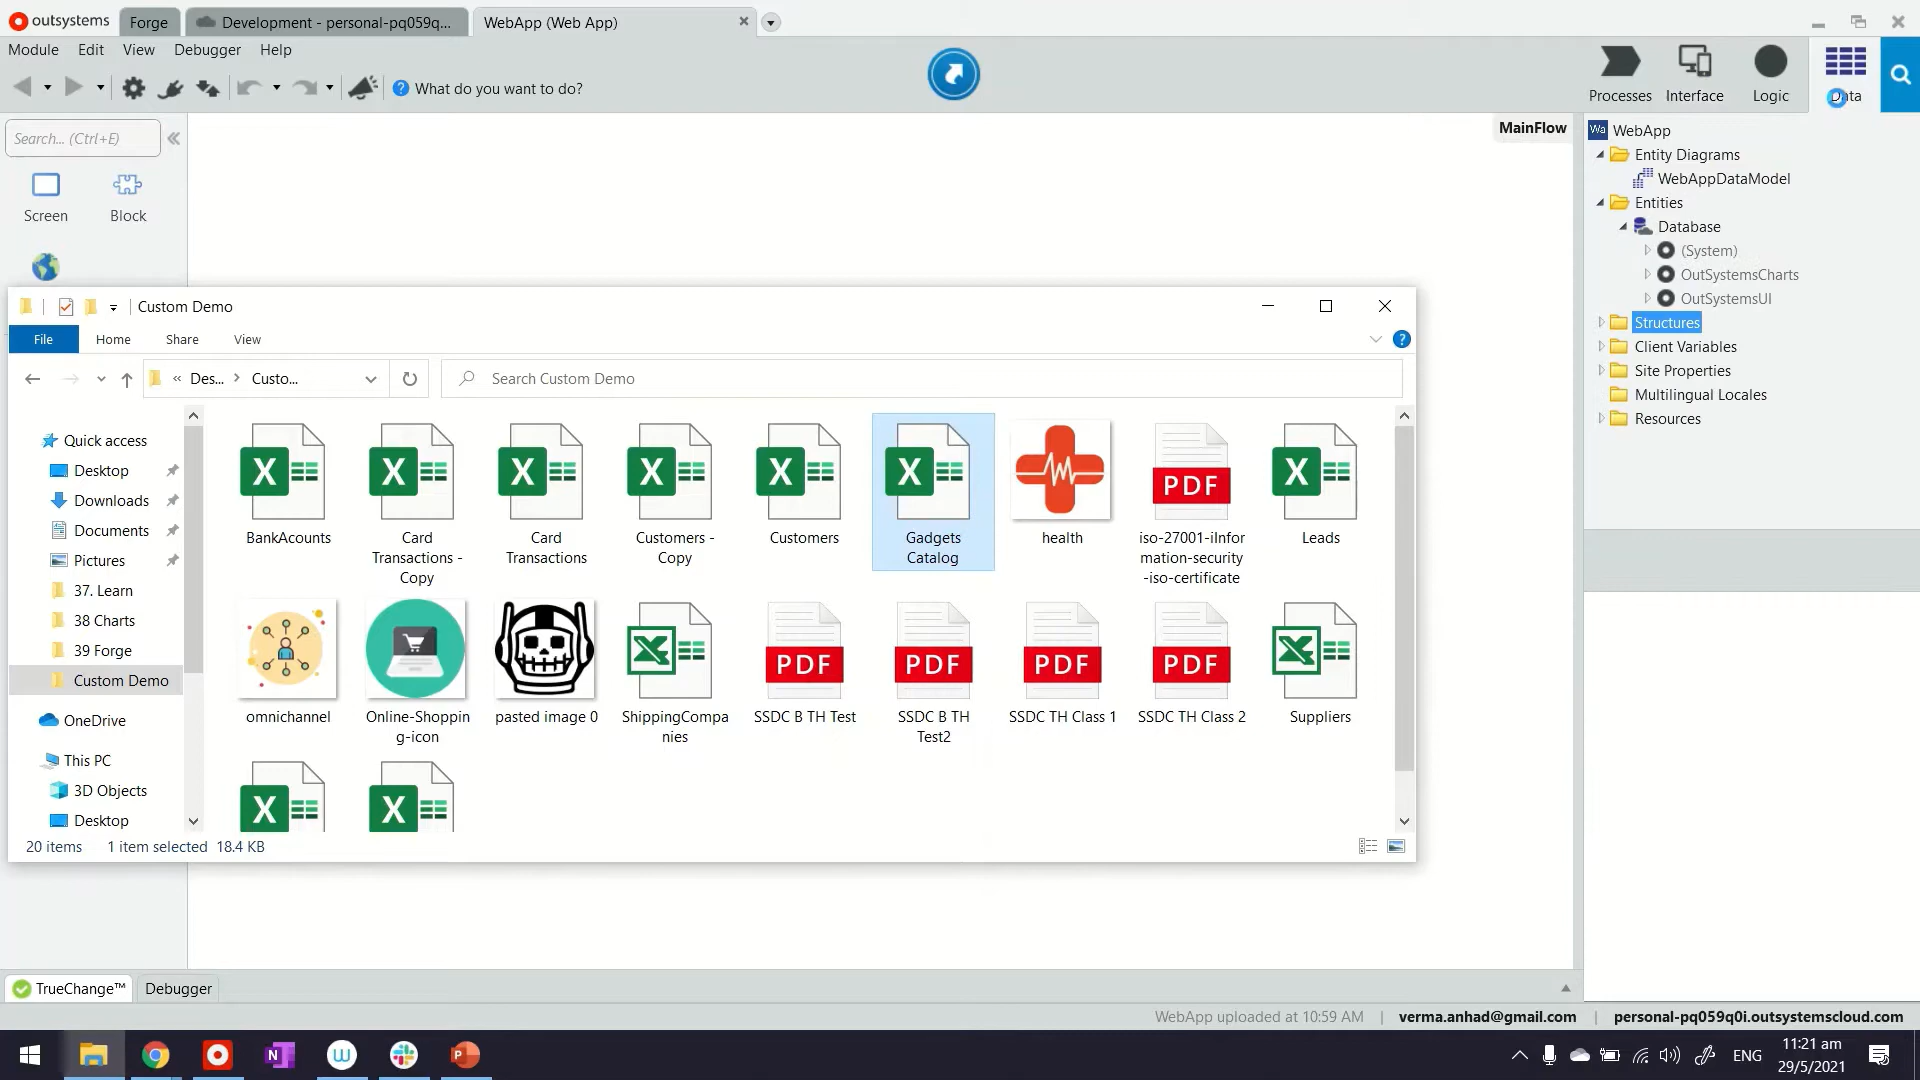 outsystems
Forge
Development - personal-pq059q...
WebApp (Web App)
Module
Edit
View
Debugger
Help
What do you want to do?
Processes
Interface
Logic
Data
Search... (Ctrl+E)
Screen
Block
MainFlow
Wa WebApp
Entity Diagrams
WebAppDataModel
Entities
Database
(System)
OutSystemsCharts
OutSystemsUI
Structures
Client Variables
Site Properties
Multilingual Locales
Resources
Custom Demo
File
Home
Share
View
« Des...
Custo...
Search Custom Demo
Quick access
Desktop
Downloads
Documents
Pictures
37. Learn
38 Charts
39 Forge
Custom Demo
OneDrive
This PC
3D Objects
Desktop
BankAcounts
Card
Transactions -
Copy
Card
Transactions
Customers -
Copy
Customers
Gadgets
Catalog
health
PDF
iso-27001-iInfor
mation-security
-iso-certificate
Leads
omnichannel
Online-Shoppin
g-icon
pasted image 0
ShippingCompa
nies
PDF
SSDC B TH Test
PDF
SSDC B TH
Test2
PDF
SSDC TH Class 1
PDF
SSDC TH Class 2
Suppliers
20 items
1 item selected 18.4 KB
TrueChange™
Debugger
WebApp uploaded at 10:59 AM | verma.anhad@gmail.com | personal-pq059q0i.outsystemscloud.com
ENG
11:21 am
29/5/2021